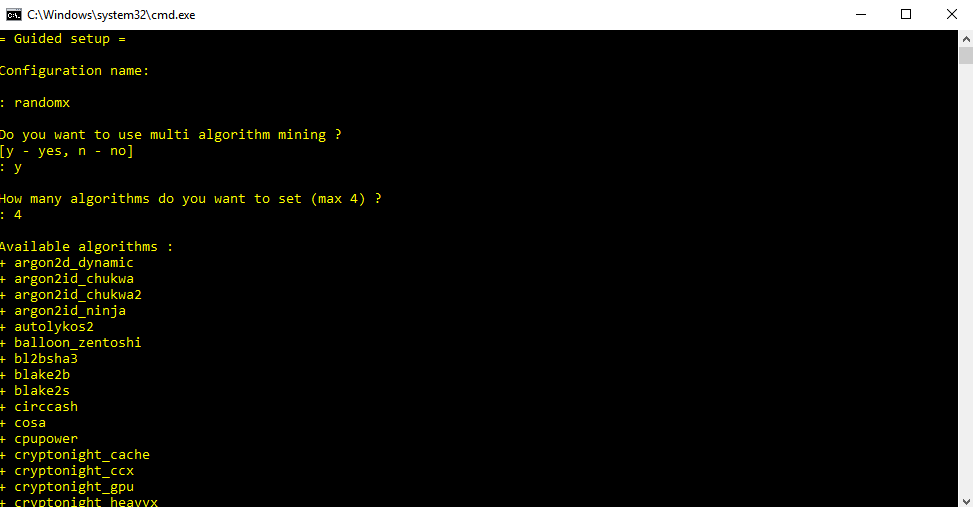 C:\Windows\system32\cmd.exe
= Guided setup =
Configuration name:
: randomx
Do you want to use multi algorithm mining ?
[y - yes, n - no]
: y
How many algorithms do you want to set (max 4) ?
: 4
Available algorithms :
+ argon2d_dynamic
+ argon2id_chukwa
+ argon2id_chukwa2
+ argon2id_ninja
+ autolykos2
+ balloon_zentoshi
+ bl2bsha3
+ blake2b
+ blake2s
+ circcash
+ cosa
+ cpupower
+ cryptonight_cache
+ cryptonight_ccx
+ cryptonight_gpu
+ cryptonight_heavyx